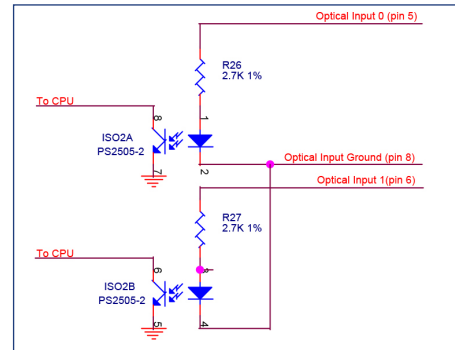 Optical Input 0 (pin 5)
R26
2.7K 1%
To CPU
8
1
ISO2A
PS2505-2
7
2
Optical Input Ground (pin 8)
Optical Input 1(pin 6)
R27
2.7K 1%
To CPU
6
ISO2B
PS2505-2
5
4